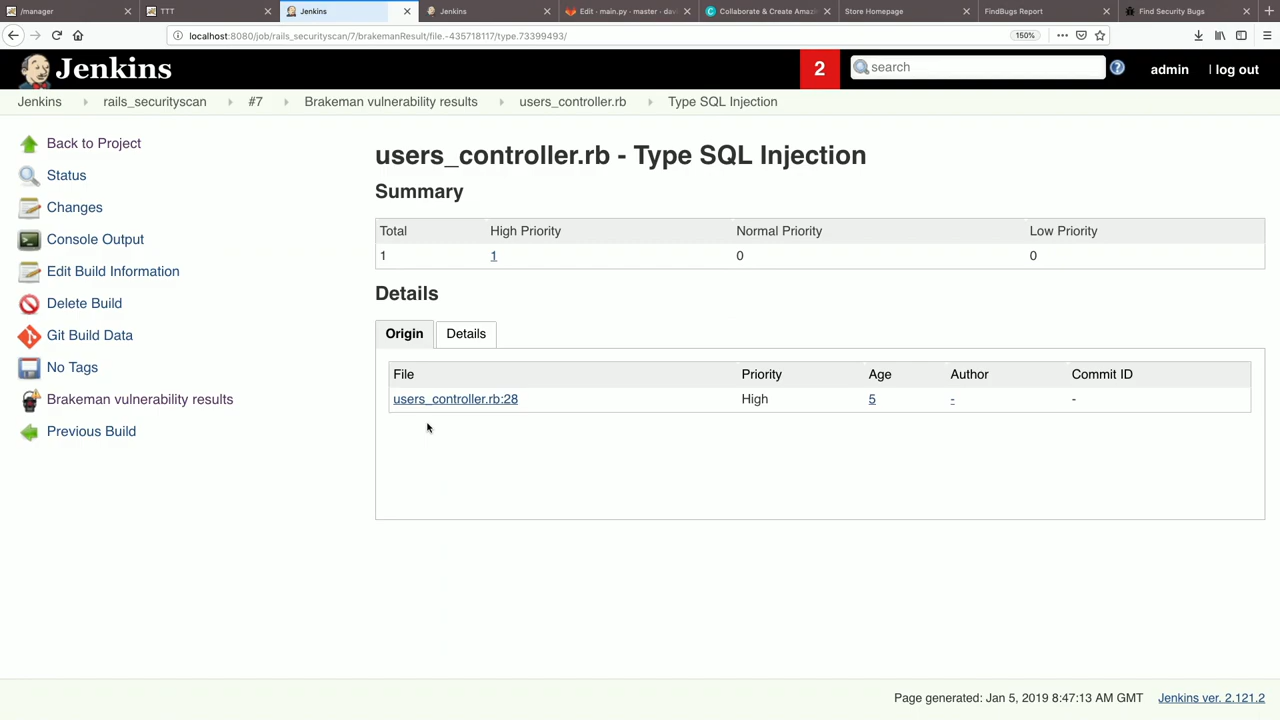 /manager
TTT
Jenkins
Jenkins
Edit · main.py · master · dav
Collaborate & Create Amazi
Store Homepage
FindBugs Report
Find Security Bugs
localhost:8080/job/rails_securityscan/7/brakemanResult/file.-435718117/type.73399493/
150%
Jenkins
2
search
admin
| log out
Jenkins
rails_securityscan
#7
Brakeman vulnerability results
users_controller.rb
Type SQL Injection
Back to Project
Status
Changes
Console Output
Edit Build Information
Delete Build
Git Build Data
No Tags
Brakeman vulnerability results
Previous Build
users_controller.rb - Type SQL Injection
Summary
Total High Priority Normal Priority Low Priority
1 1 0 0
Details
Origin Details
File Priority Age Author Commit ID
users_controller.rb:28 High 5 - -
Page generated: Jan 5, 2019 8:47:13 AM GMT Jenkins ver. 2.121.2